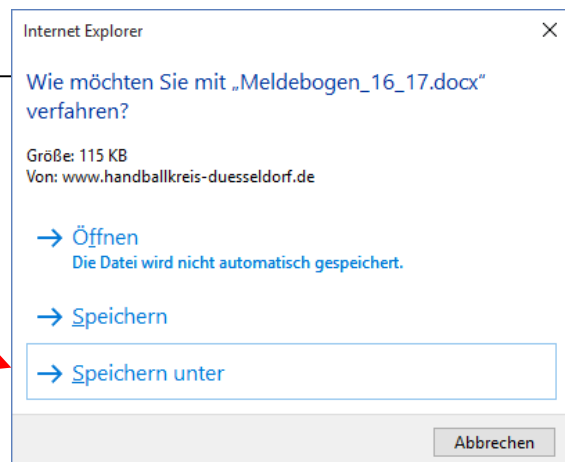 Internet Explorer
Wie möchten Sie mit „Meldebogen_16_17.docx“
verfahren?
Größe: 115 KB
Von: www.handballkreis-duesseldorf.de
Öffnen
Die Datei wird nicht automatisch gespeichert.
Speichern
Speichern unter
Abbrechen